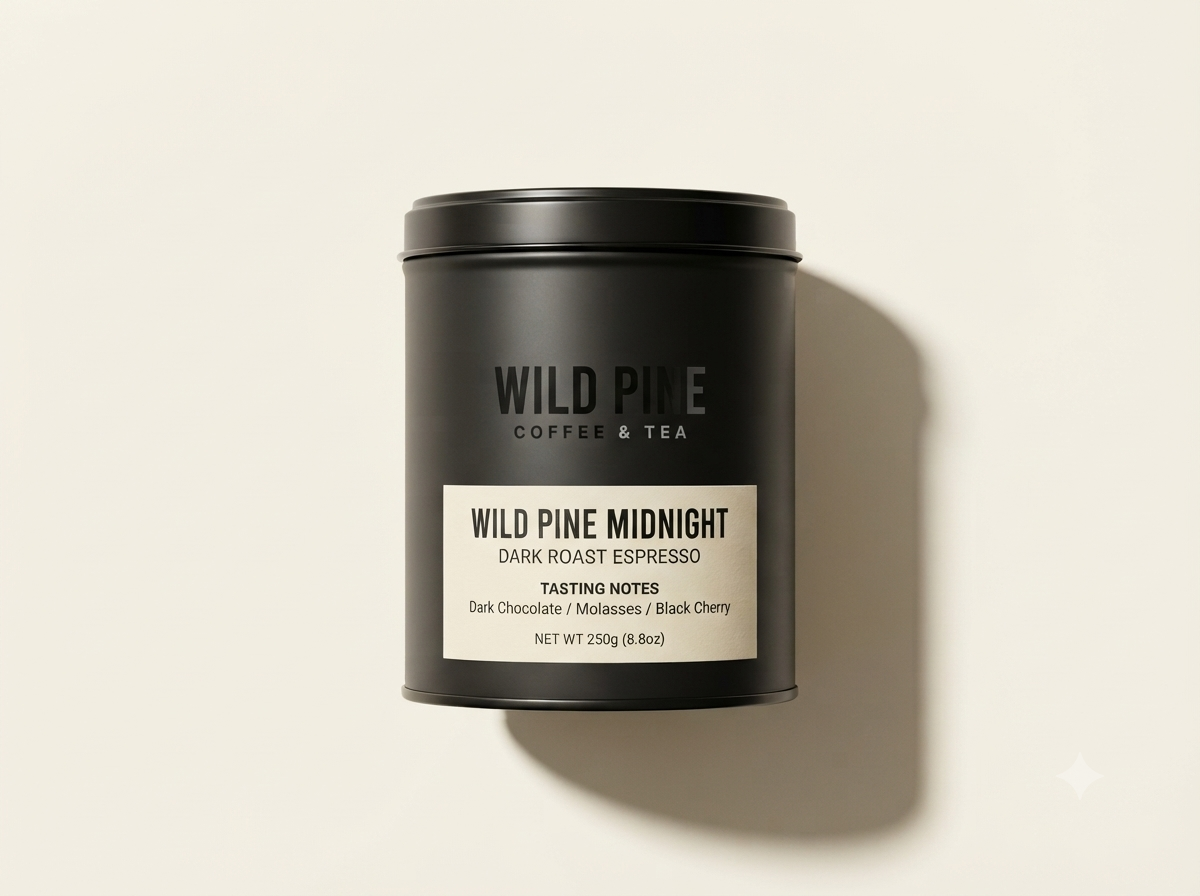 WILD PINE
COFFEE & TEA
WILD PINE MIDNIGHT
DARK ROAST ESPRESSO
TASTING NOTES
Dark Chocolate / Molasses / Black Cherry
NET WT 250g (8.8oz)